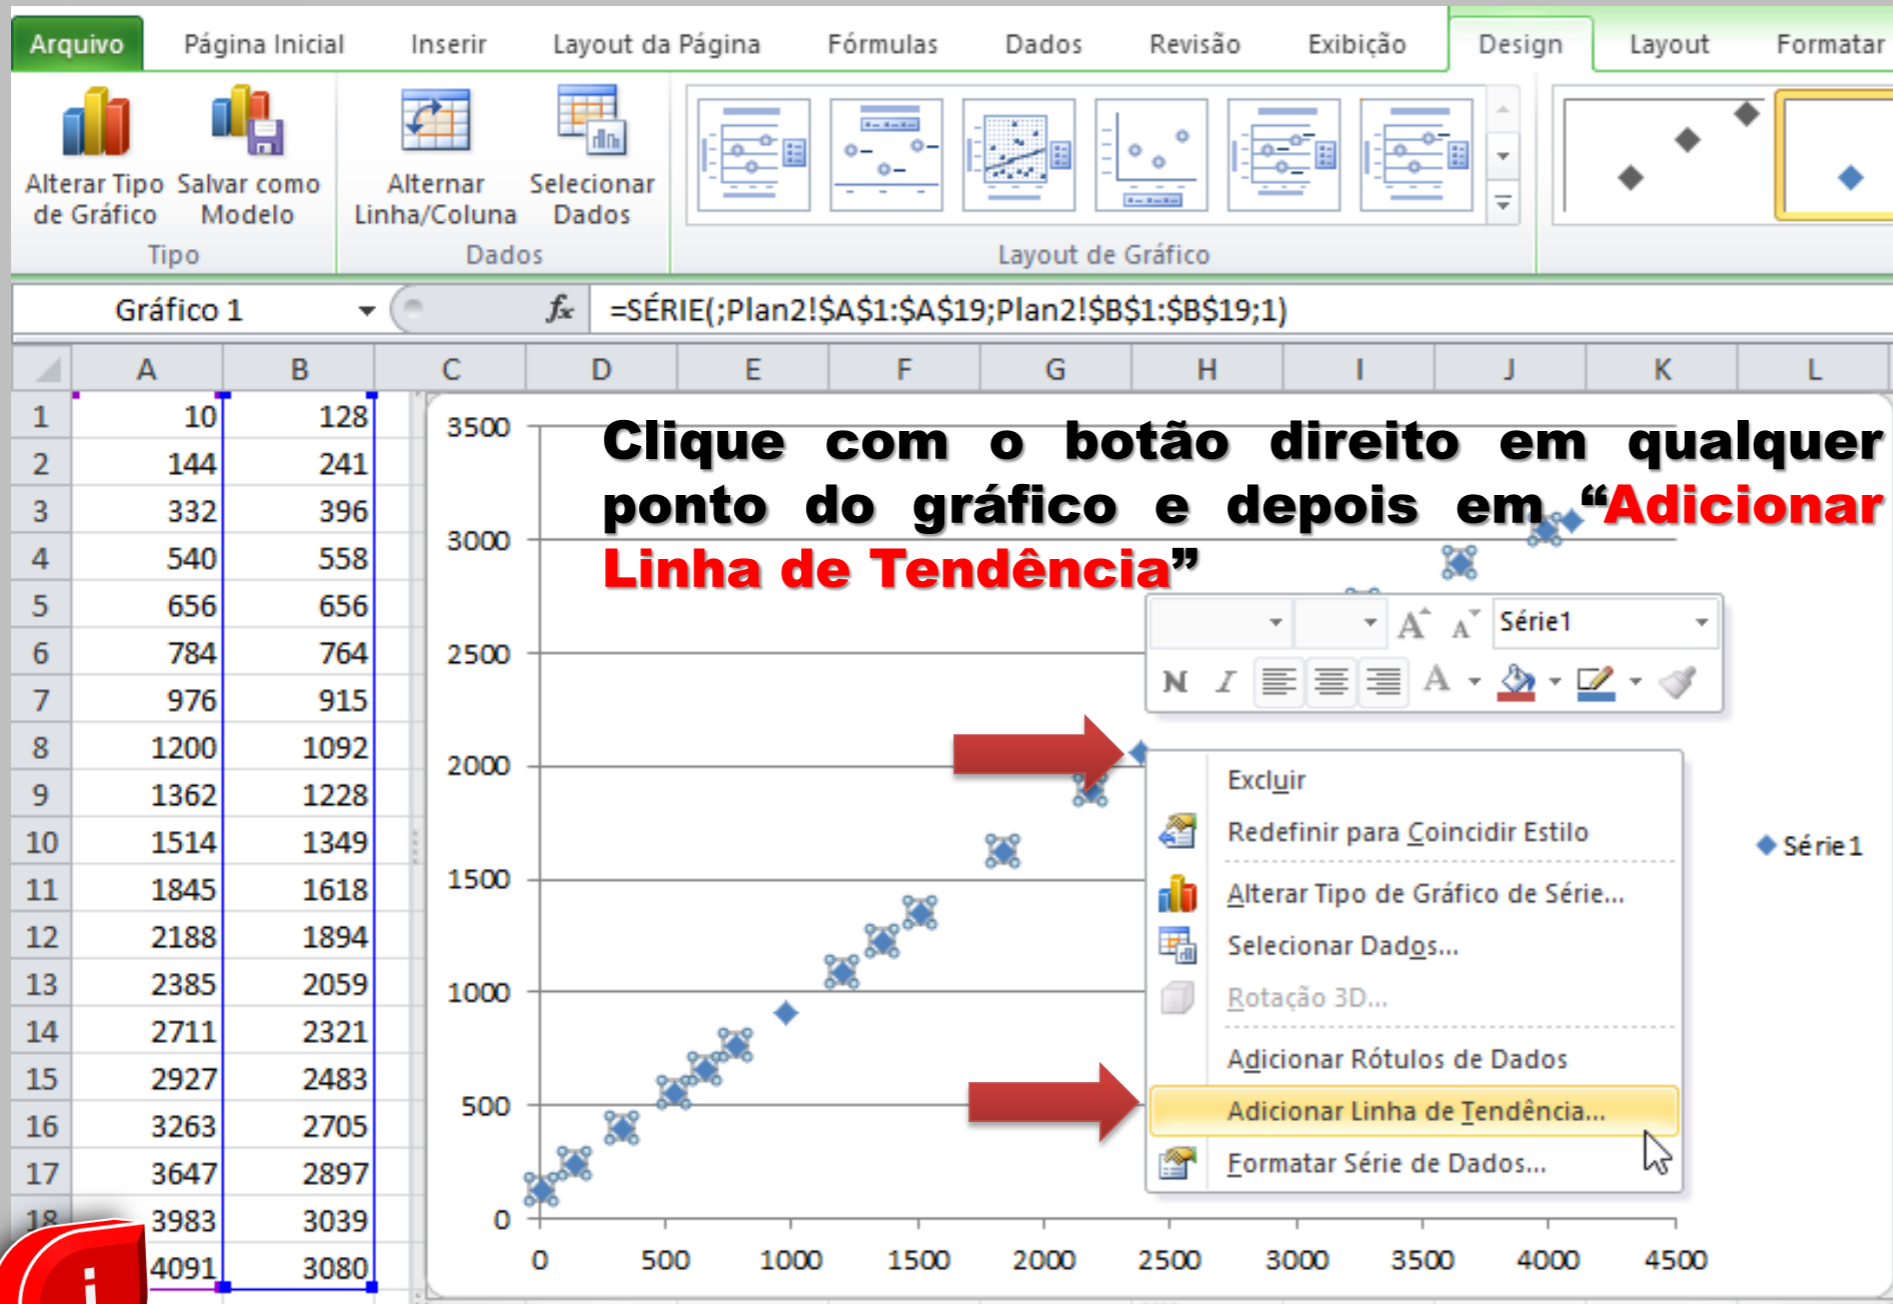 Arquivo Página Inicial Inserir Layout da Página Fórmulas Dados Revisão Exibição Design Layout Formatar
Alterar Tipo de Gráfico
Salvar como Modelo
Alternar Linha/Coluna
Selecionar Dados
Tipo Dados Layout de Gráfico
Gráfico 1 fx =SÉRIE(;Plan2!$A$1:$A$19;Plan2!$B$1:$B$19;1)
A B C D E F G H I J K L
1 10 128
2 144 241
3 332 396
4 540 558
5 656 656
6 784 764
7 976 915
8 1200 1092
9 1362 1228
10 1514 1349
11 1845 1618
12 2188 1894
13 2385 2059
14 2711 2321
15 2927 2483
16 3263 2705
17 3647 2897
18 3983 3039
4091 3080
Clique com o botão direito em qualquer
ponto do gráfico e depois em “Adicionar
Linha de Tendência”
3500
3000
2500
2000
1500
1000
500
0
0 500 1000 1500 2000 2500 3000 3500 4000 4500
A A Série1
N I A
Excluir
Redefinir para Coincidir Estilo
Alterar Tipo de Gráfico de Série...
Selecionar Dados...
Rotação 3D...
Adicionar Rótulos de Dados
Adicionar Linha de Tendência...
Formatar Série de Dados...
Série1
i